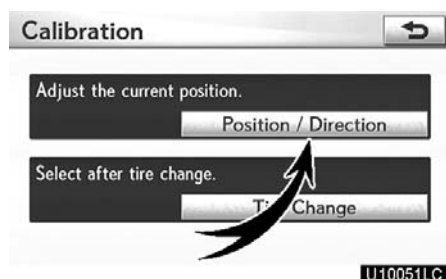 Calibration
Adjust the current position.
Position / Direction
Select after tire change.
Change
U10051LC